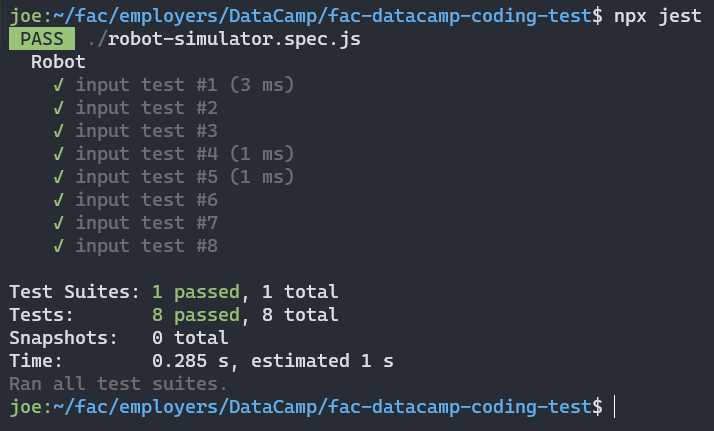 joe:~/fac/employers/DataCamp/fac-datacamp-coding-test$ npx jest
PASS ./robot-simulator.spec.js
Robot
✓ input test #1 (3 ms)
✓ input test #2
✓ input test #3
✓ input test #4 (1 ms)
✓ input test #5 (1 ms)
✓ input test #6
✓ input test #7
✓ input test #8
Test Suites: 1 passed, 1 total
Tests: 8 passed, 8 total
Snapshots: 0 total
Time: 0.285 s, estimated 1 s
Ran all test suites.
joe:~/fac/employers/DataCamp/fac-datacamp-coding-test$